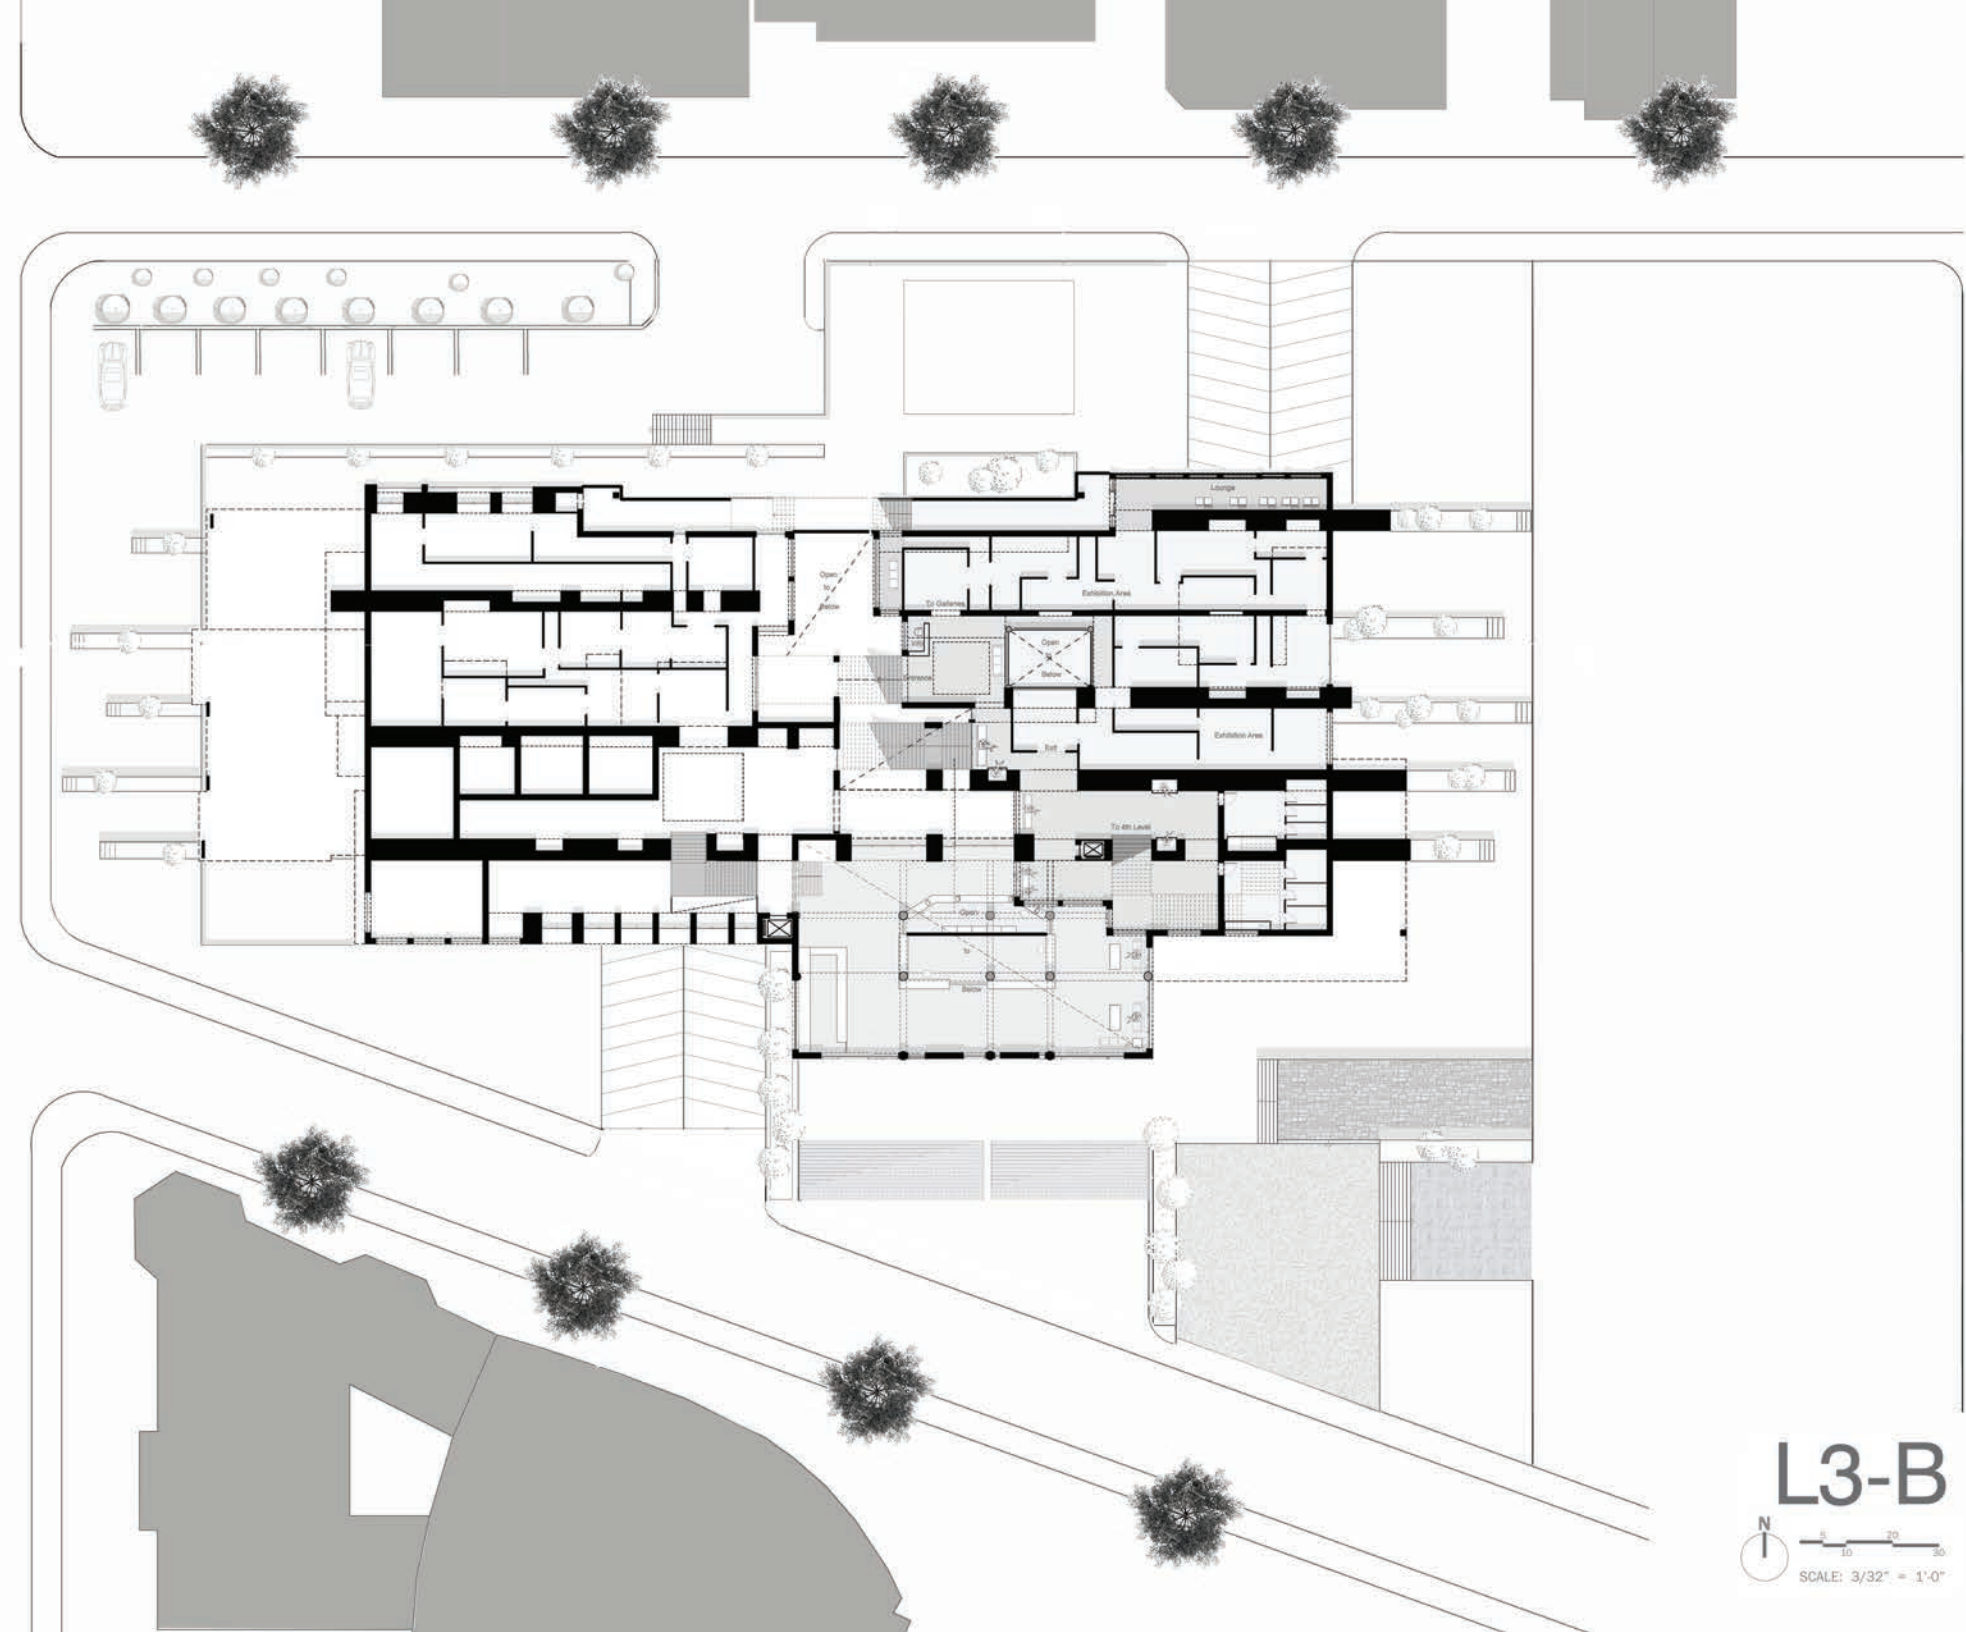 Lounge
Open
to
Below
Exhibition Area
To Galleries
Open
to
Below
Entrance
Exhibition Area
Exit
To 4th Level
Open
to
Below
L3-B
N
5
20
10
30
SCALE: 3/32" = 1'-0"